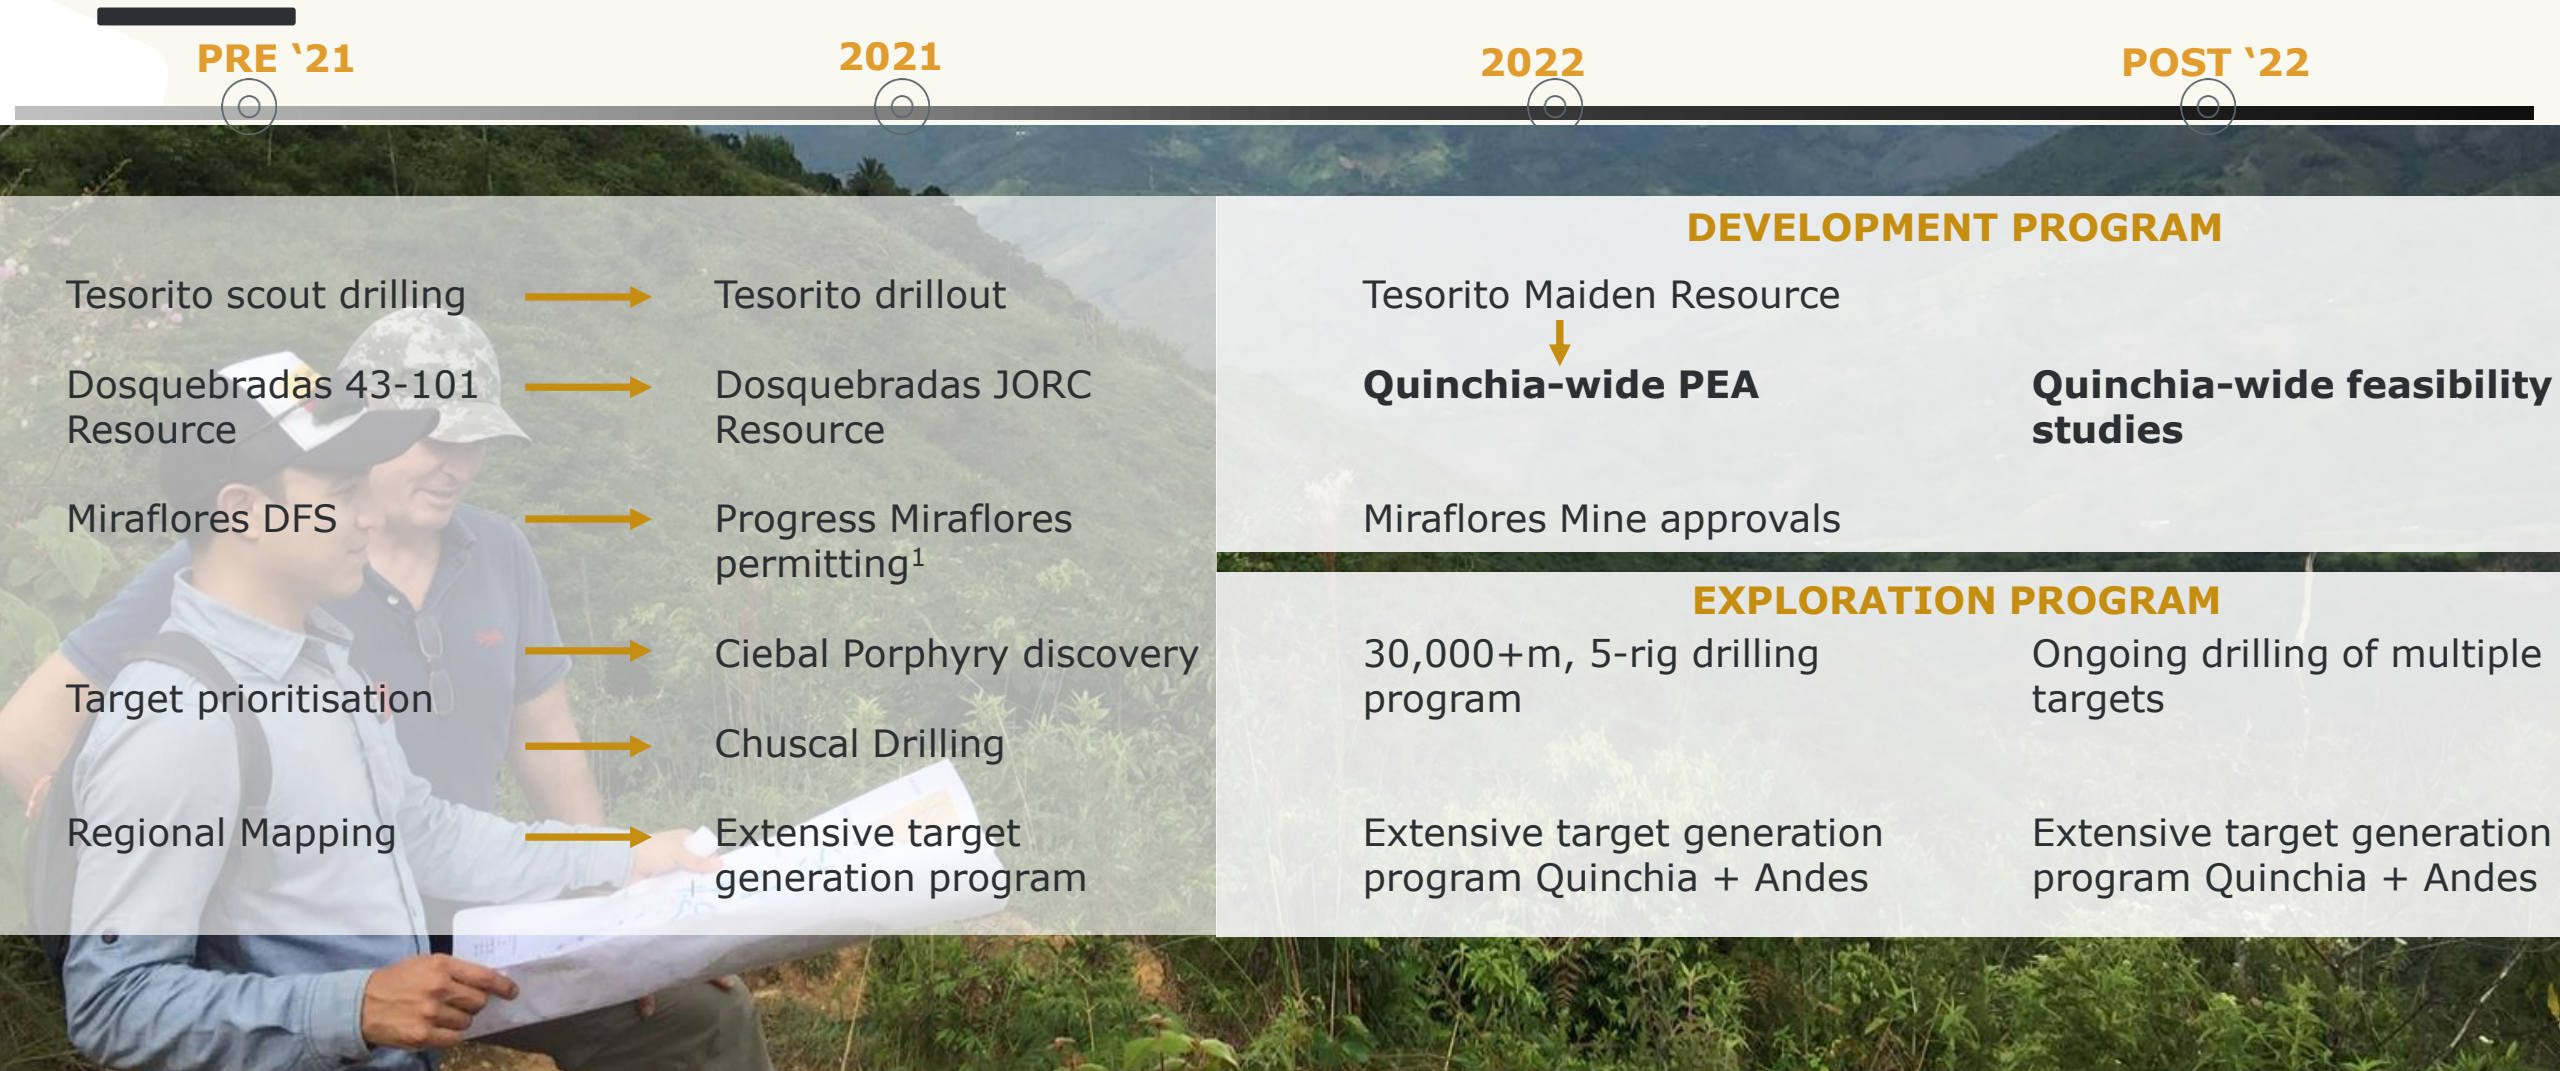 PRE ‘21
2021
2022
POST ‘22
Tesorito scout drilling
Dosquebradas 43-101
Resource
Miraflores DFS
Target prioritisation
Regional Mapping
Tesorito drillout
Dosquebradas JORC
Resource
Progress Miraflores
permitting¹
Ciebal Porphyry discovery
Chuscal Drilling
Extensive target
generation program
DEVELOPMENT PROGRAM
Tesorito Maiden Resource
Quinchia-wide PEA
Miraflores Mine approvals
Quinchia-wide feasibility
studies
EXPLORATION PROGRAM
30,000+m, 5-rig drilling
program
Extensive target generation
program Quinchia + Andes
Ongoing drilling of multiple
targets
Extensive target generation
program Quinchia + Andes